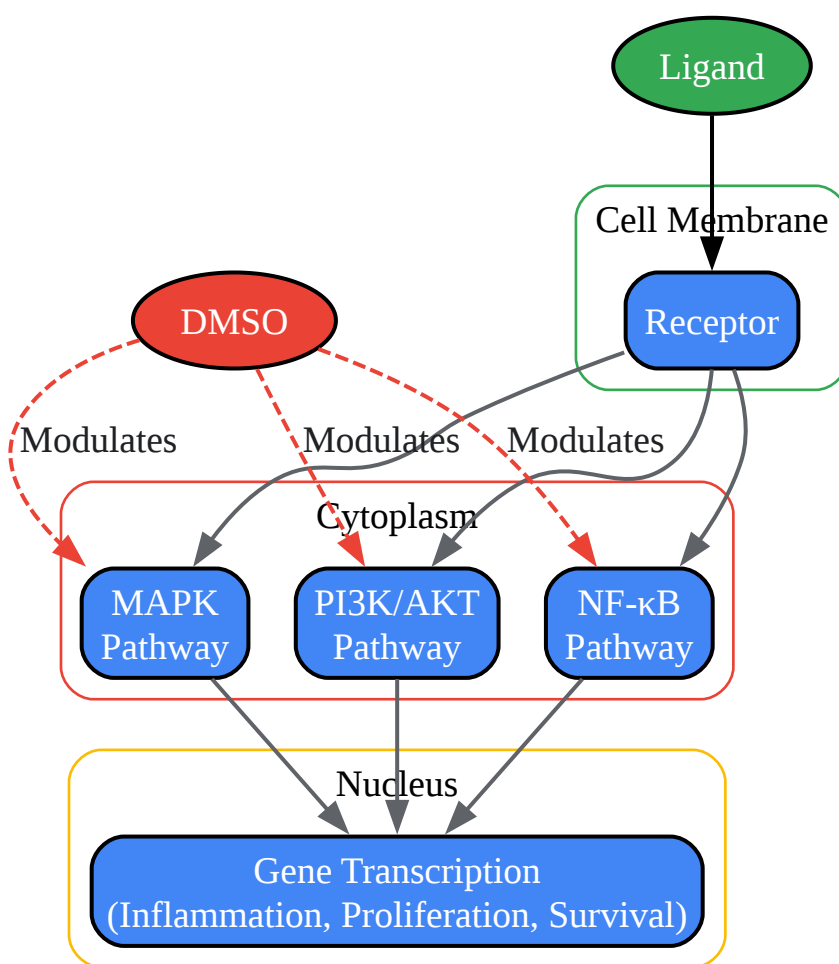 Ligand
Cell Membrane
DMSO
Receptor
Modulates
Modulates
Modulates
Cytoplasm
MAPK
Pathway
PI3K/AKT
Pathway
NF-κB
Pathway
Nucleus
Gene Transcription
(Inflammation, Proliferation, Survival)